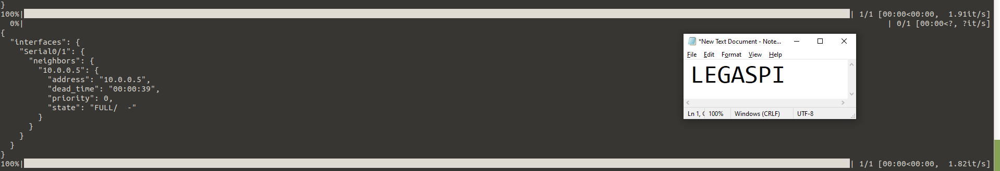 }
100%| | 1/1 [00:00<00:00,  1.91it/s]
  0%| | 0/1 [00:00<?, ?it/s]
{
  "interfaces": {
    "Serial0/1": {
      "neighbors": {
        "10.0.0.5": {
          "address": "10.0.0.5",
          "dead_time": "00:00:39",
          "priority": 0,
          "state": "FULL/  -"
        }
      }
    }
  }
}
100%| | 1/1 [00:00<00:00,  1.82it/s]
*New Text Document - Note...
File Edit Format View Help
LEGASPI
Ln 1, 100% Windows (CRLF) UTF-8